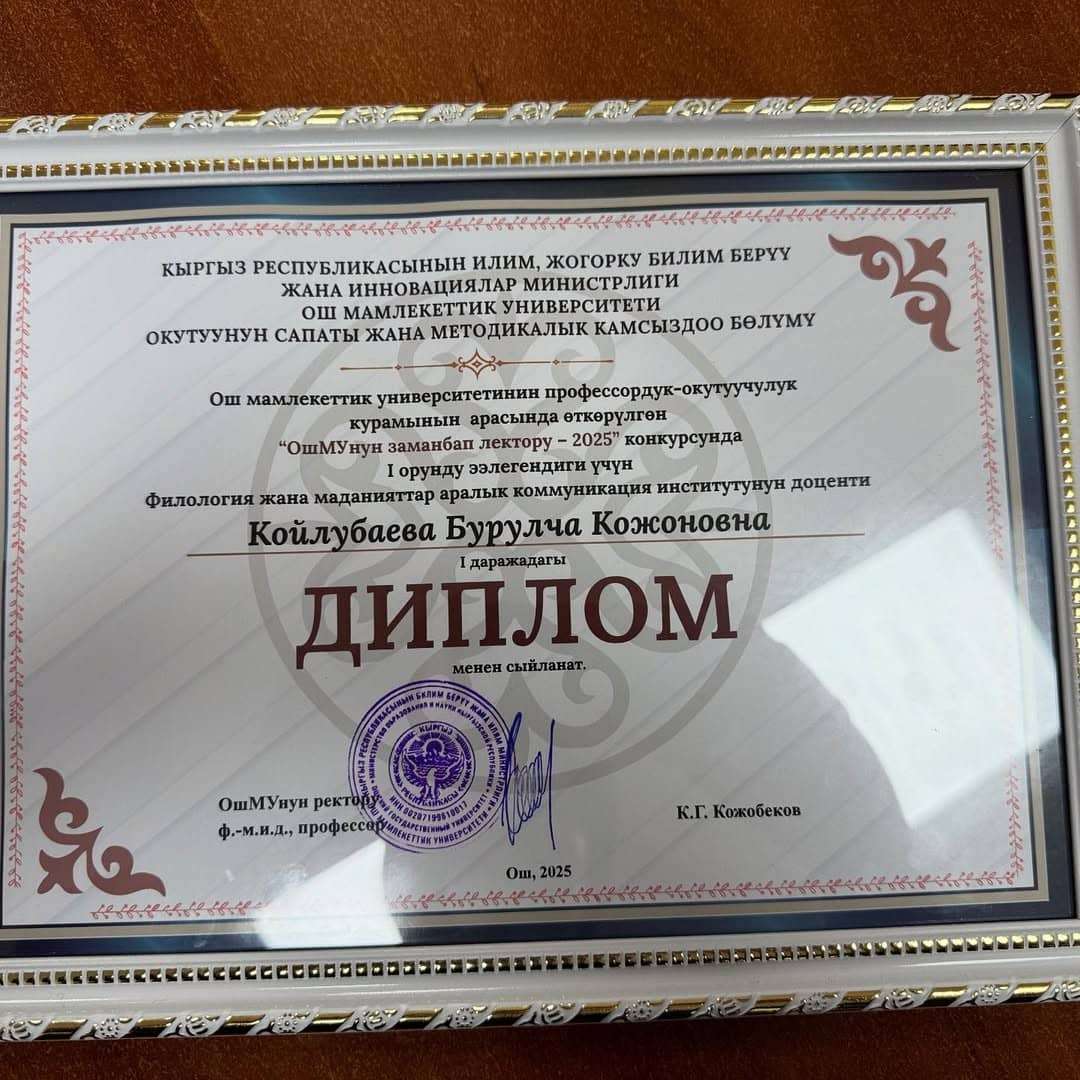 КЫРГЫЗ РЕСПУБЛИКАСЫНЫН ИЛИМ, ЖОГОРКУ БИЛИМ БЕРҮҮ
ЖАНА ИННОВАЦИЯЛАР МИНИСТРЛИГИ
ОШ МАМЛЕКЕТТИК УНИВЕРСИТЕТИ
ОКУТУУНУН САПАТЫ ЖАНА МЕТОДИКАЛЫК КАМСЫЗДОО БӨЛҮМҮ
Ош мамлекеттик университетинин профессордук-окутуучулук
курамынын арасында өткөрүлгөн
“ОшМУнун заманбап лектору – 2025” конкурсунда
I орунду ээлегендиги үчүн
Филология жана маданияттар аралык коммуникация институтунун доценти
Койлубаева Бурулча Кожоновна
I даражадагы
ДИПЛОМ
менен сыйланат.
ОшМУнун ректору,
ф.-м.и.д., профессор
К.Г. Кожобеков
Ош, 2025